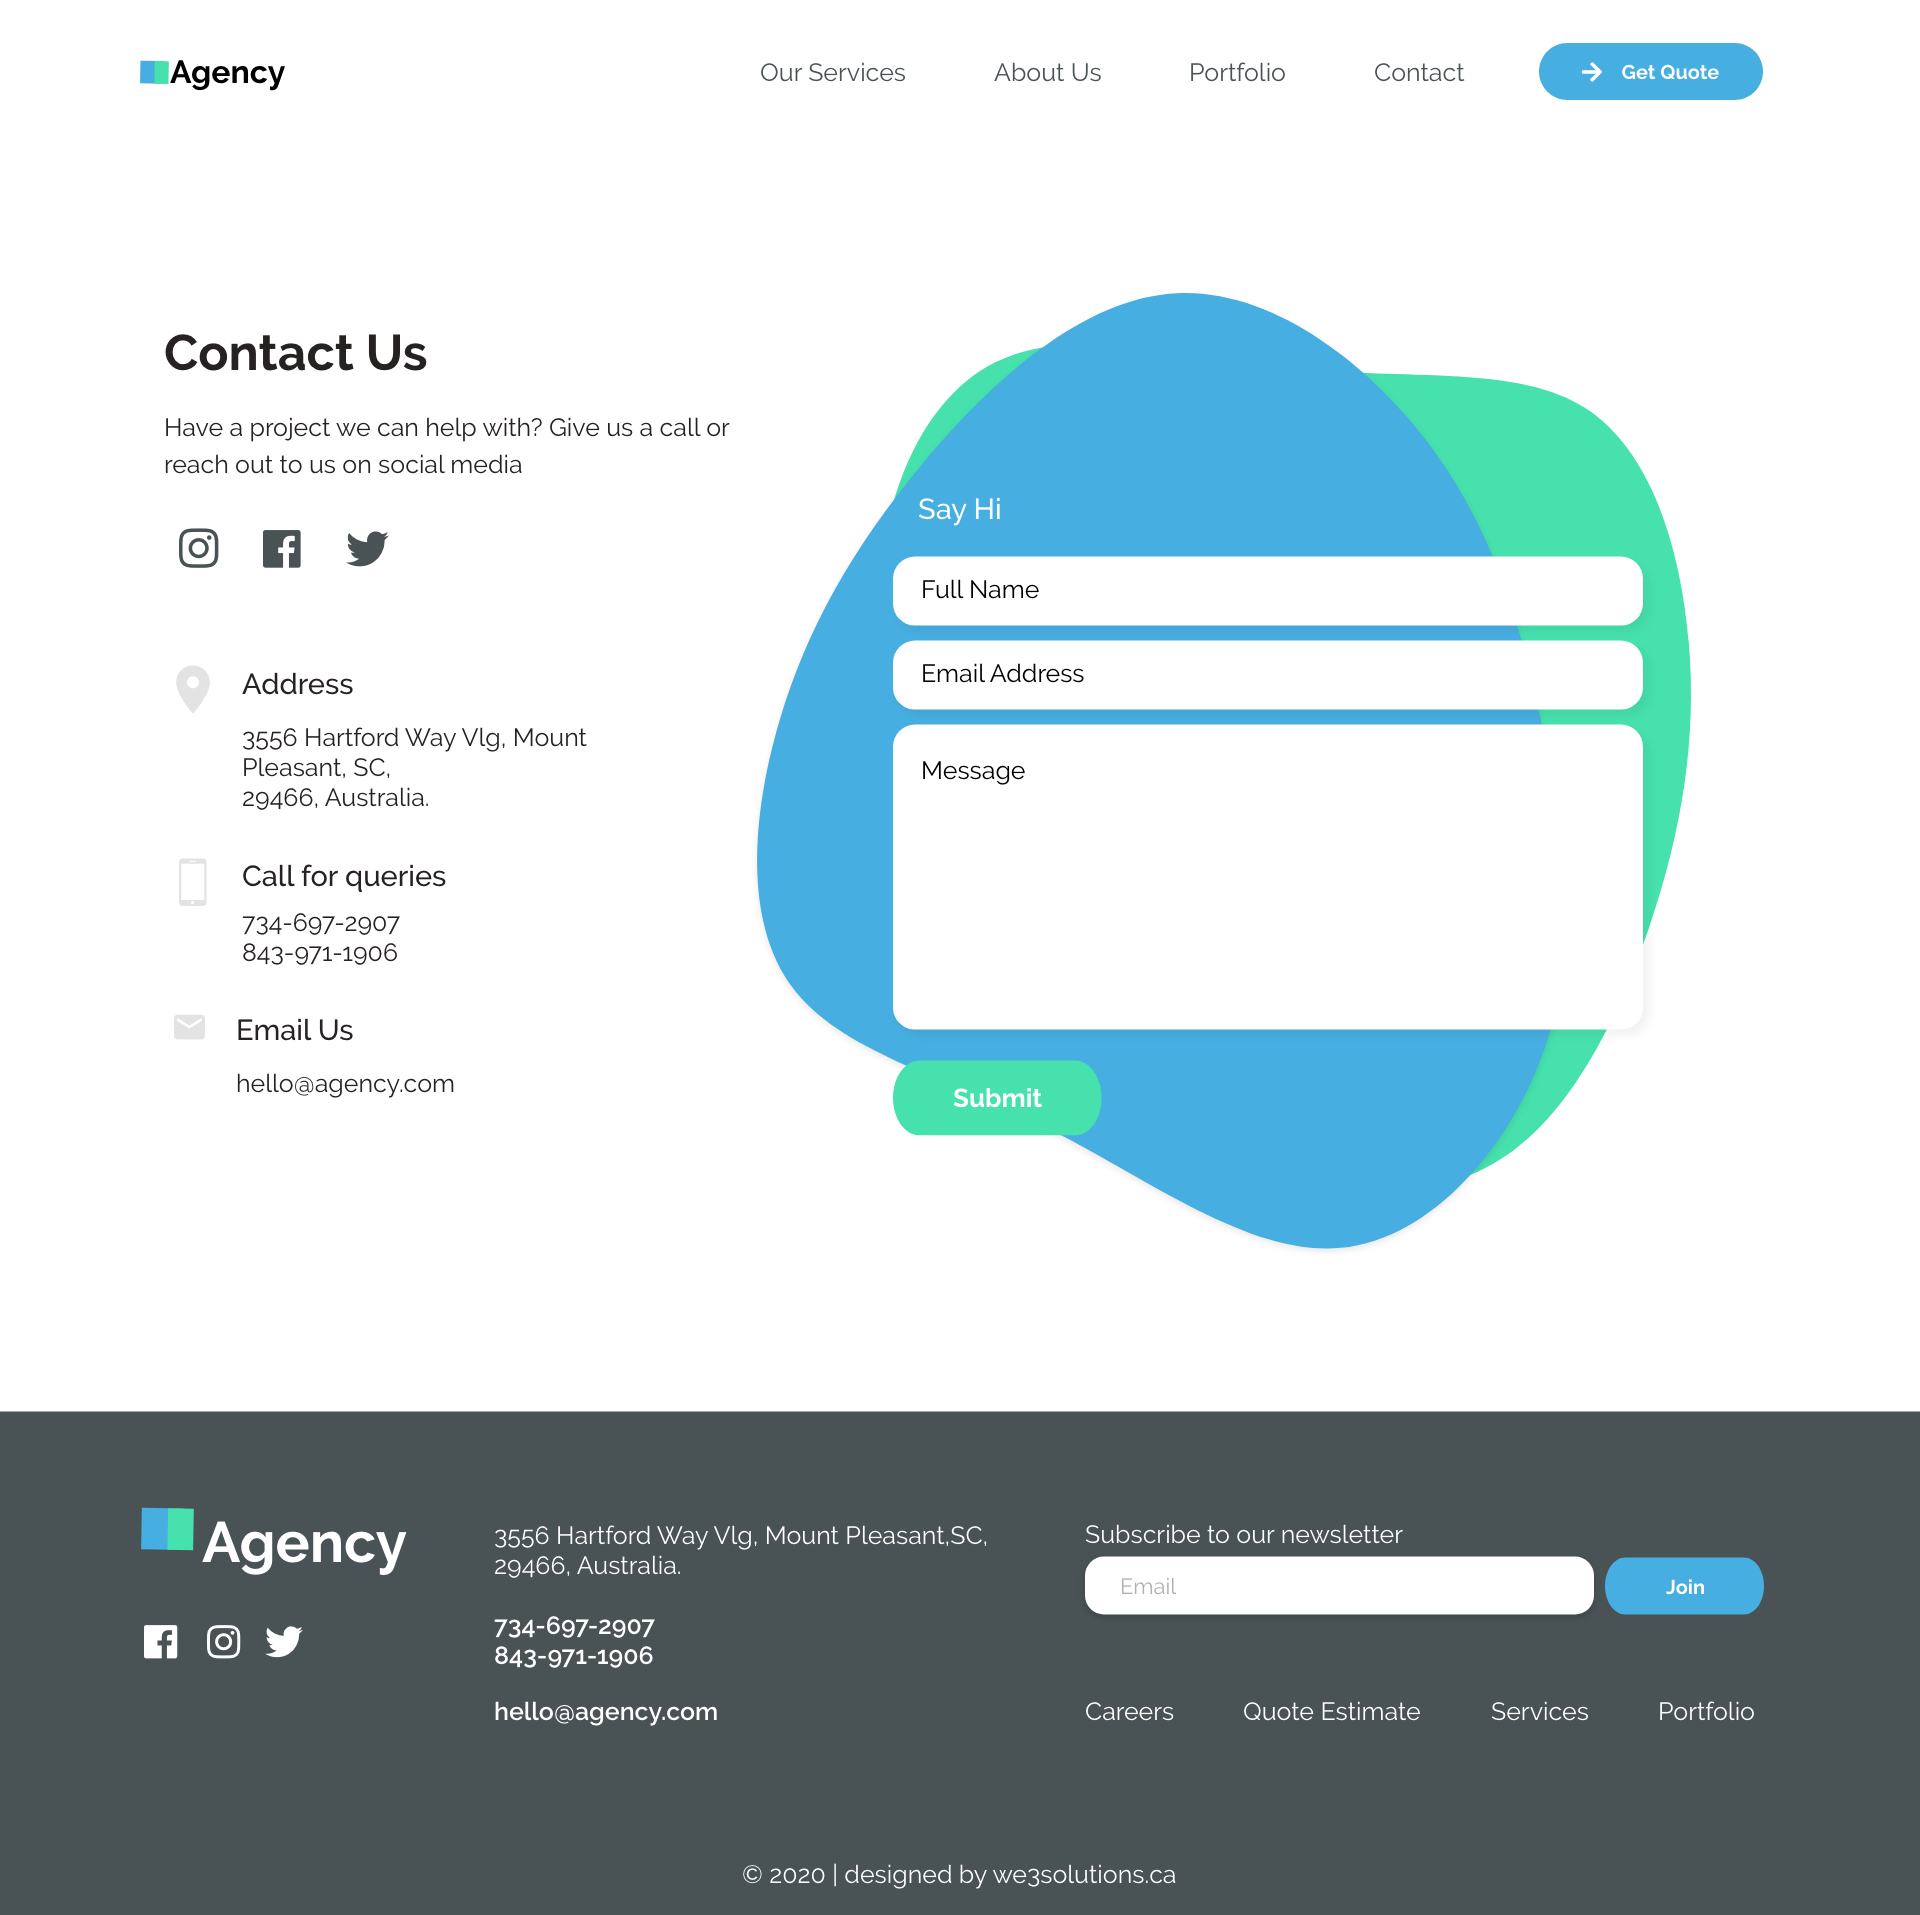 Agency
Our Services
About Us
Portfolio
Contact
Get Quote
Contact Us
Have a project we can help with? Give us a call or
reach out to us on social media
Address
3556 Hartford Way Vlg, Mount
Pleasant, SC,
29466, Australia.
Call for queries
734-697-2907
843-971-1906
Email Us
hello@agency.com
Say Hi
Full Name
Email Address
Message
Submit
Agency
3556 Hartford Way Vlg, Mount Pleasant,SC,
29466, Australia.
734-697-2907
843-971-1906
hello@agency.com
Subscribe to our newsletter
Email
Join
Careers
Quote Estimate
Services
Portfolio
© 2020 | designed by we3solutions.ca